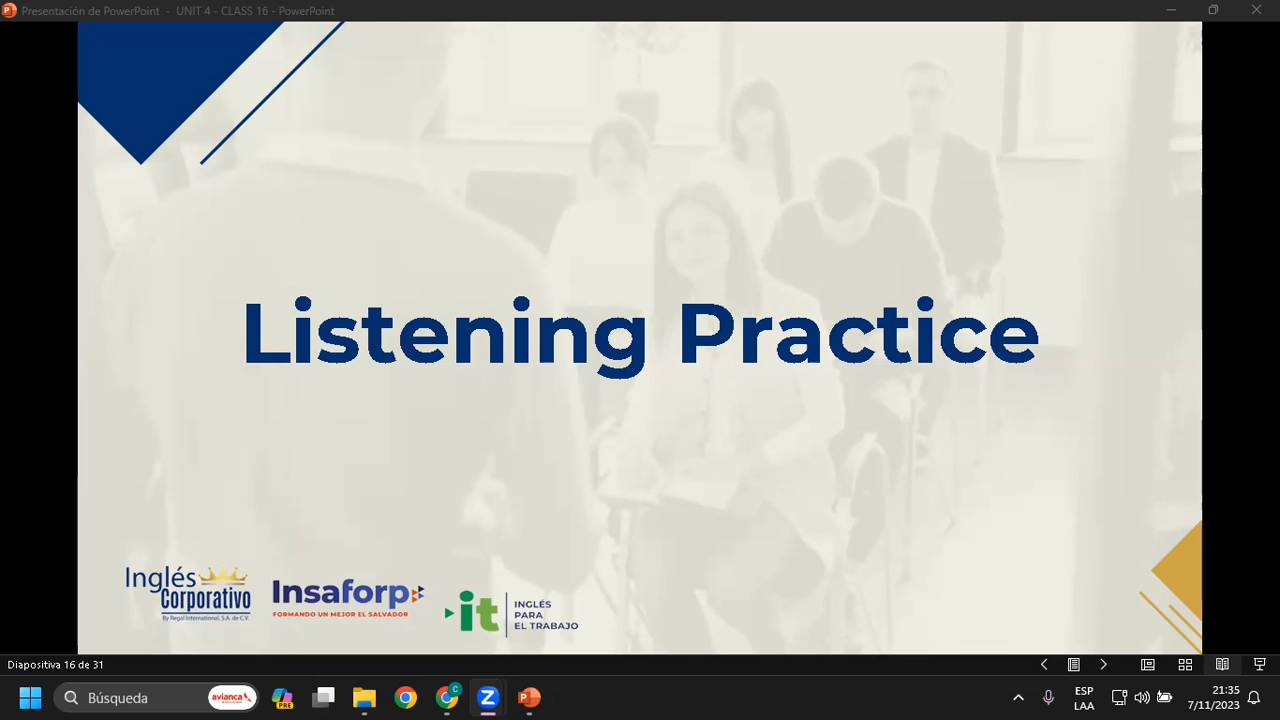 Presentación de PowerPoint - UNIT 4 - CLASS 16 - PowerPoint
Listening Practice
Inglés
Corporativo
By Regal International, S.A. de C.V.
Insaforp
FORMANDO UN MEJOR EL SALVADOR
it
INGLÉS
PARA
EL TRABAJO
Diapositiva 16 de 31
Búsqueda
avianca
PRE
C
ESP
LAA
21:35
7/11/2023